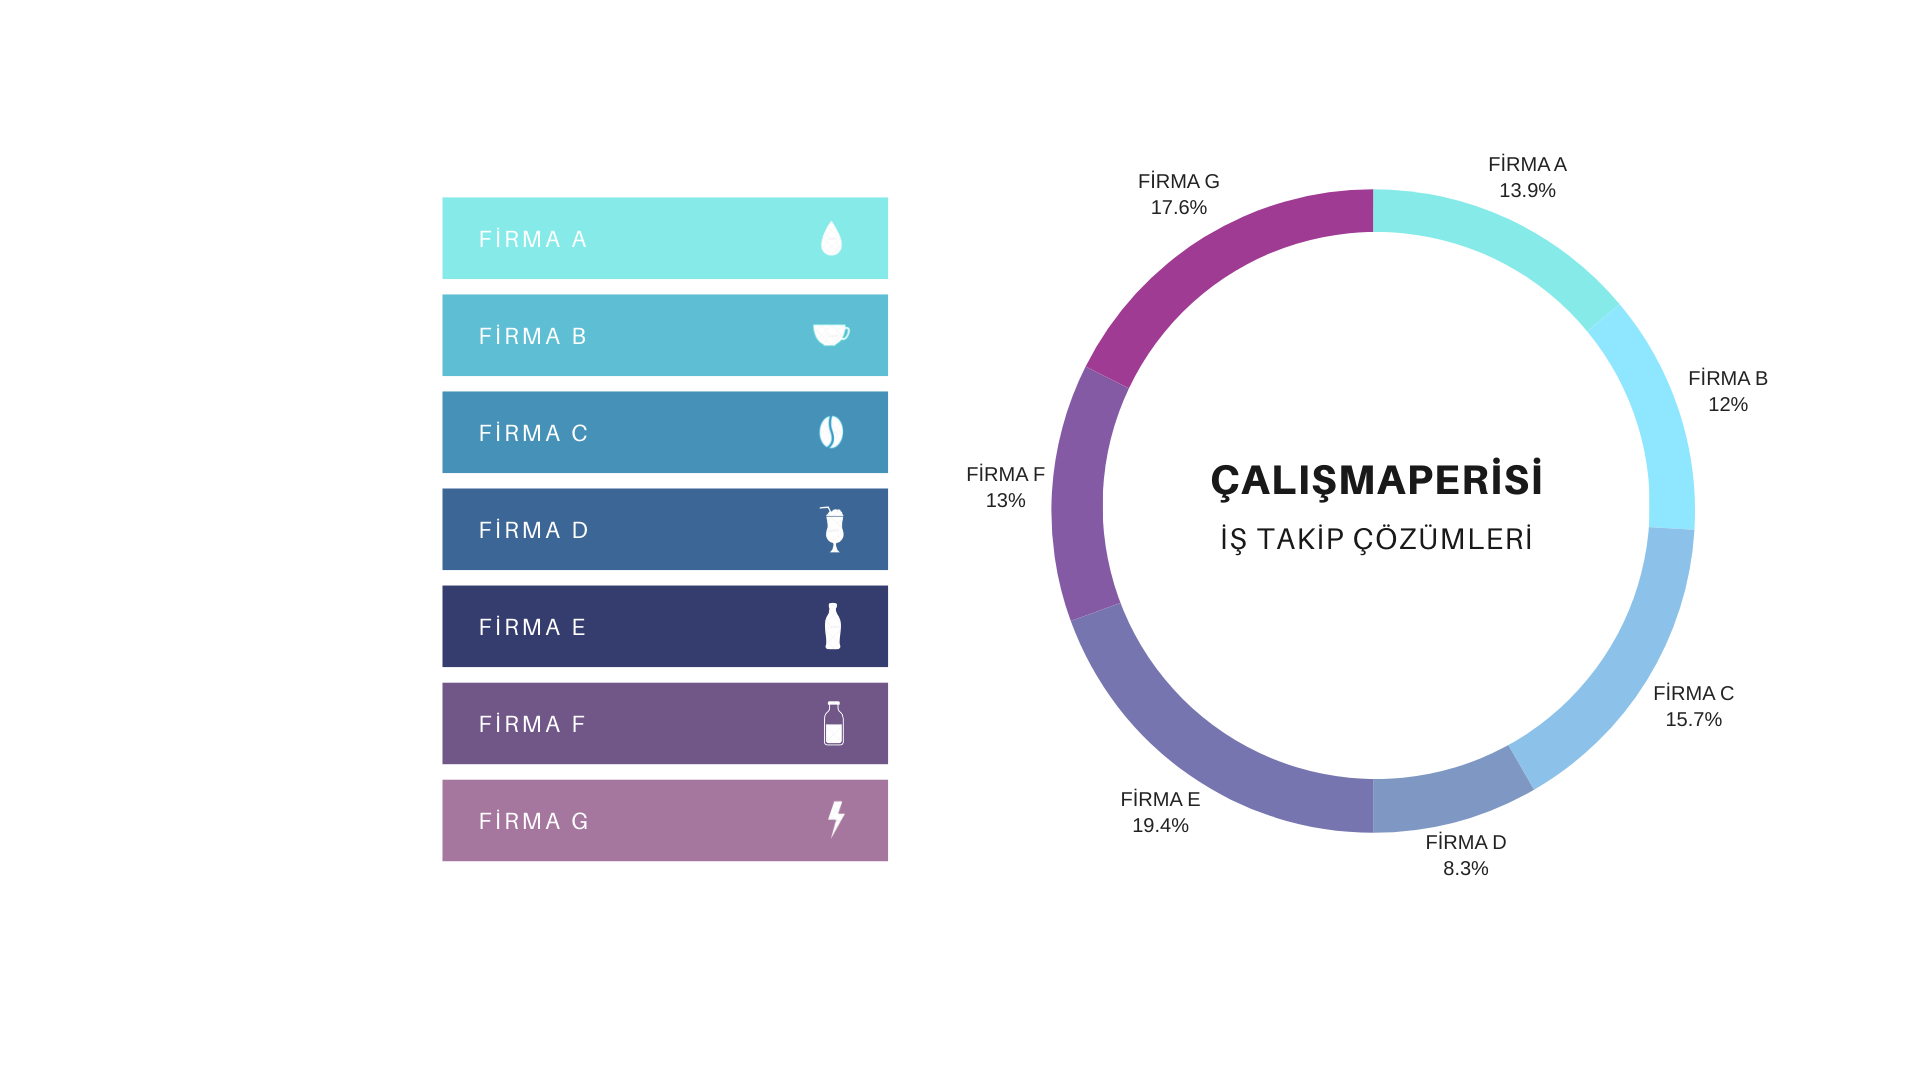 FİRMA A
FİRMA B
FİRMA C
FİRMA D
FİRMA E
FİRMA F
FİRMA G
FİRMA A
13.9%
FİRMA B
12%
FİRMA C
15.7%
FİRMA D
8.3%
FİRMA E
19.4%
FİRMA F
13%
FİRMA G
17.6%
ÇALIŞMAPERİSİ
İŞ TAKİP ÇÖZÜMLERİ